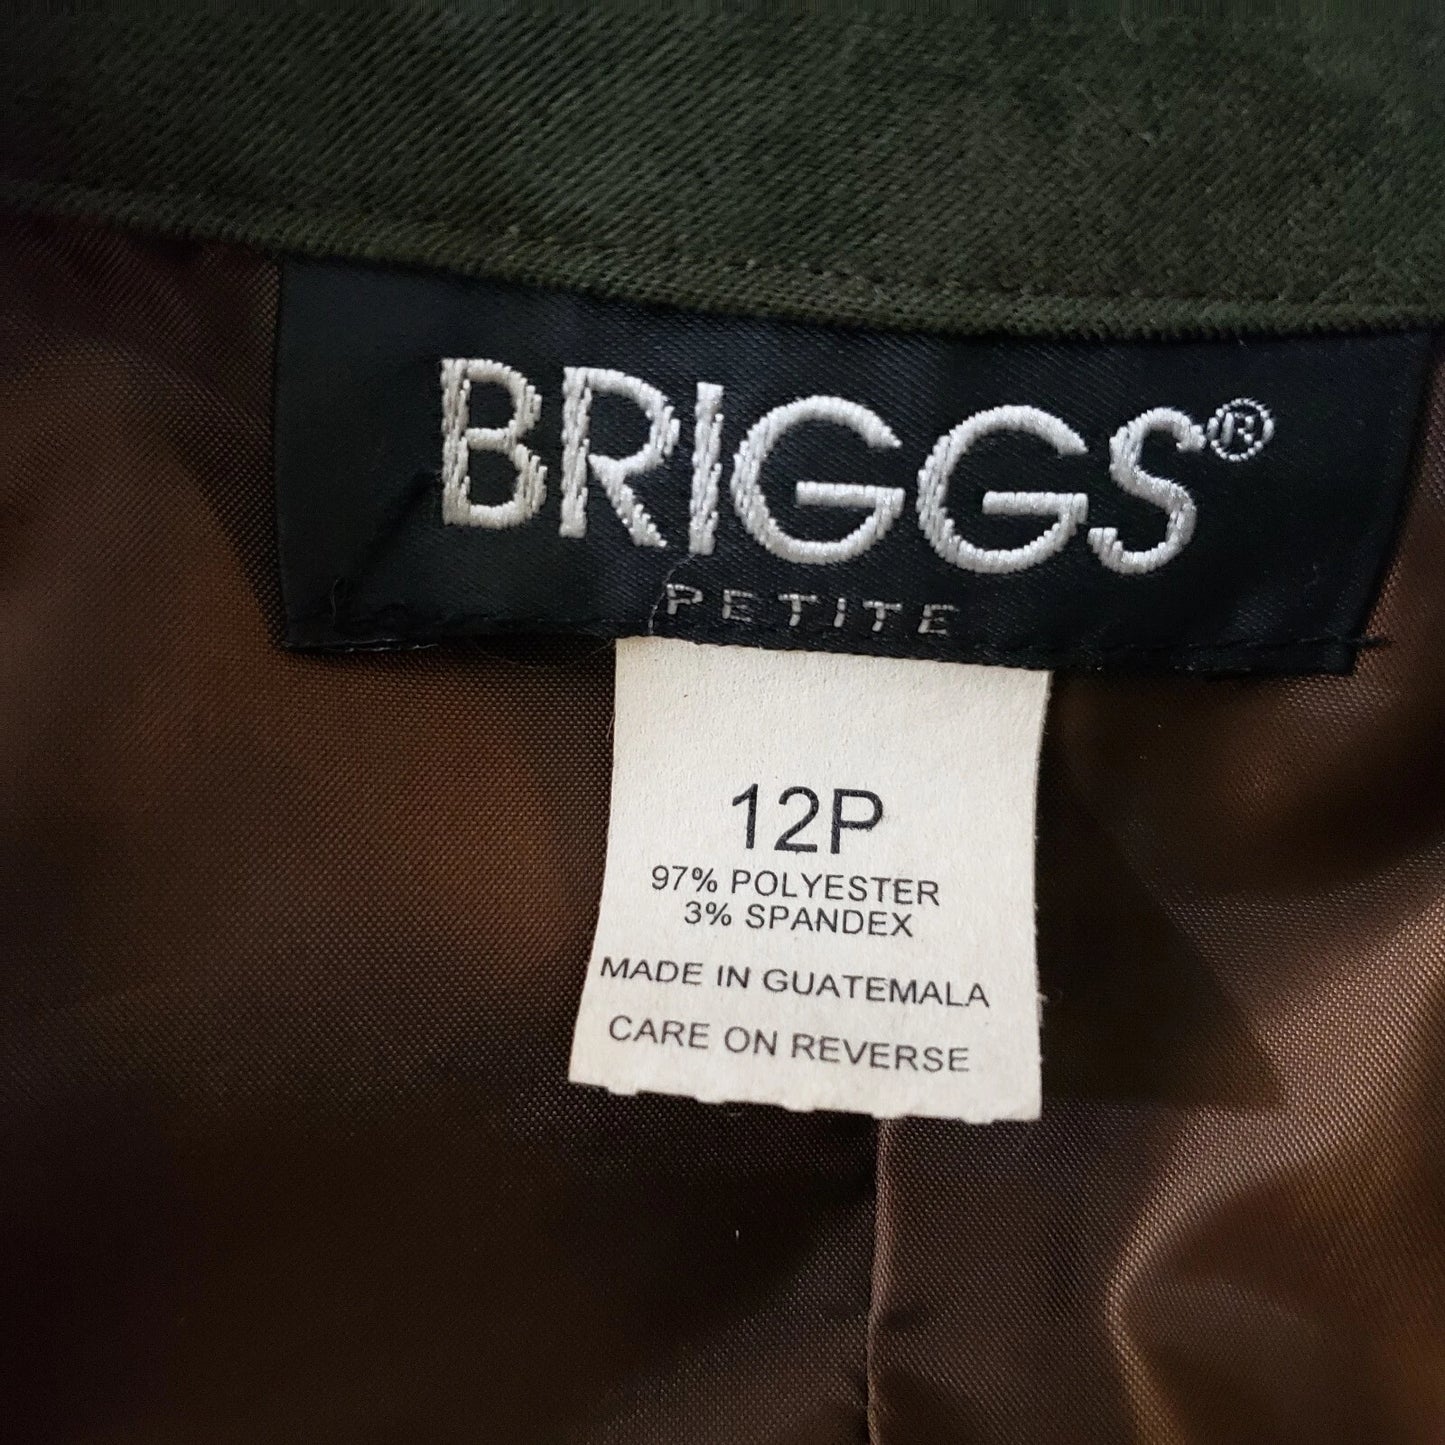 BRIGGS®
PETITE
12P
97% POLYESTER
3% SPANDEX
MADE IN GUATEMALA
CARE ON REVERSE